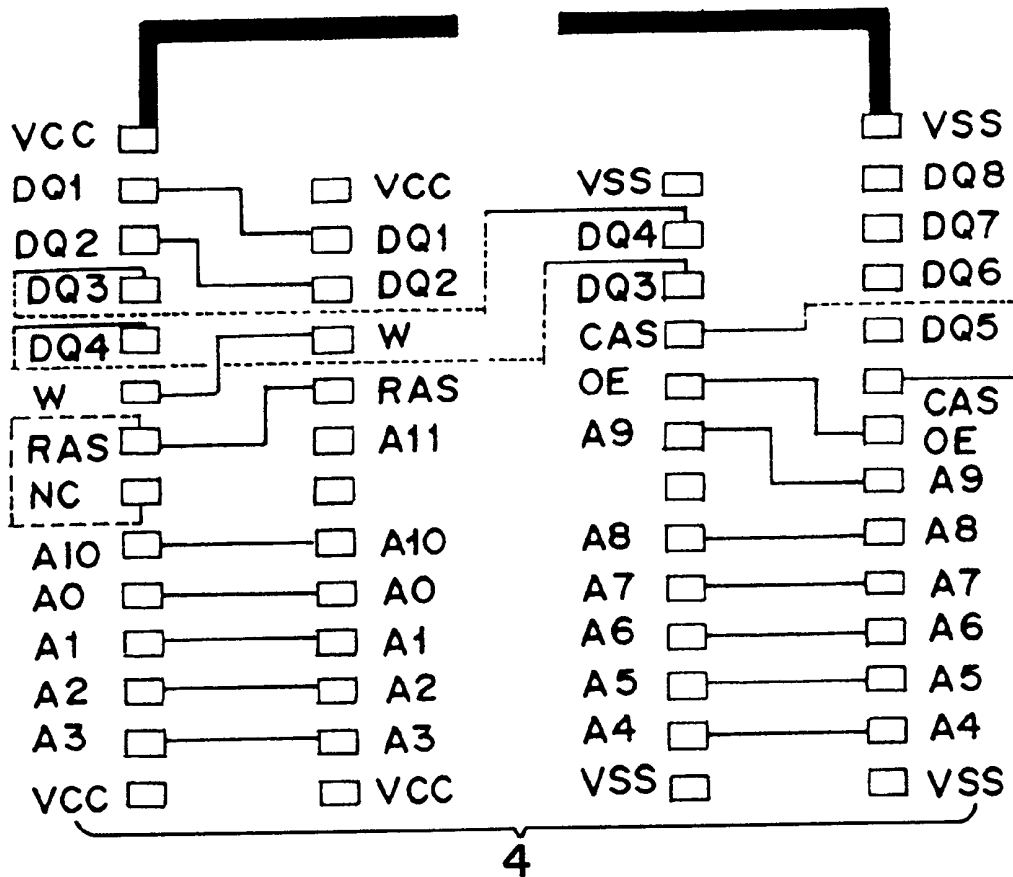 VCC VSS
DQ1 VCC VSS DQ8
DQ2 DQ1 DQ4 DQ7
DQ3 DQ2 DQ3 DQ6
DQ4 W CAS DQ5
W RAS OE CAS
RAS A11 A9 OE
NC A9
A10 A10 A8 A8
A0 A0 A7 A7
A1 A1 A6 A6
A2 A2 A5 A5
A3 A3 A4 A4
VCC VCC VSS VSS
4